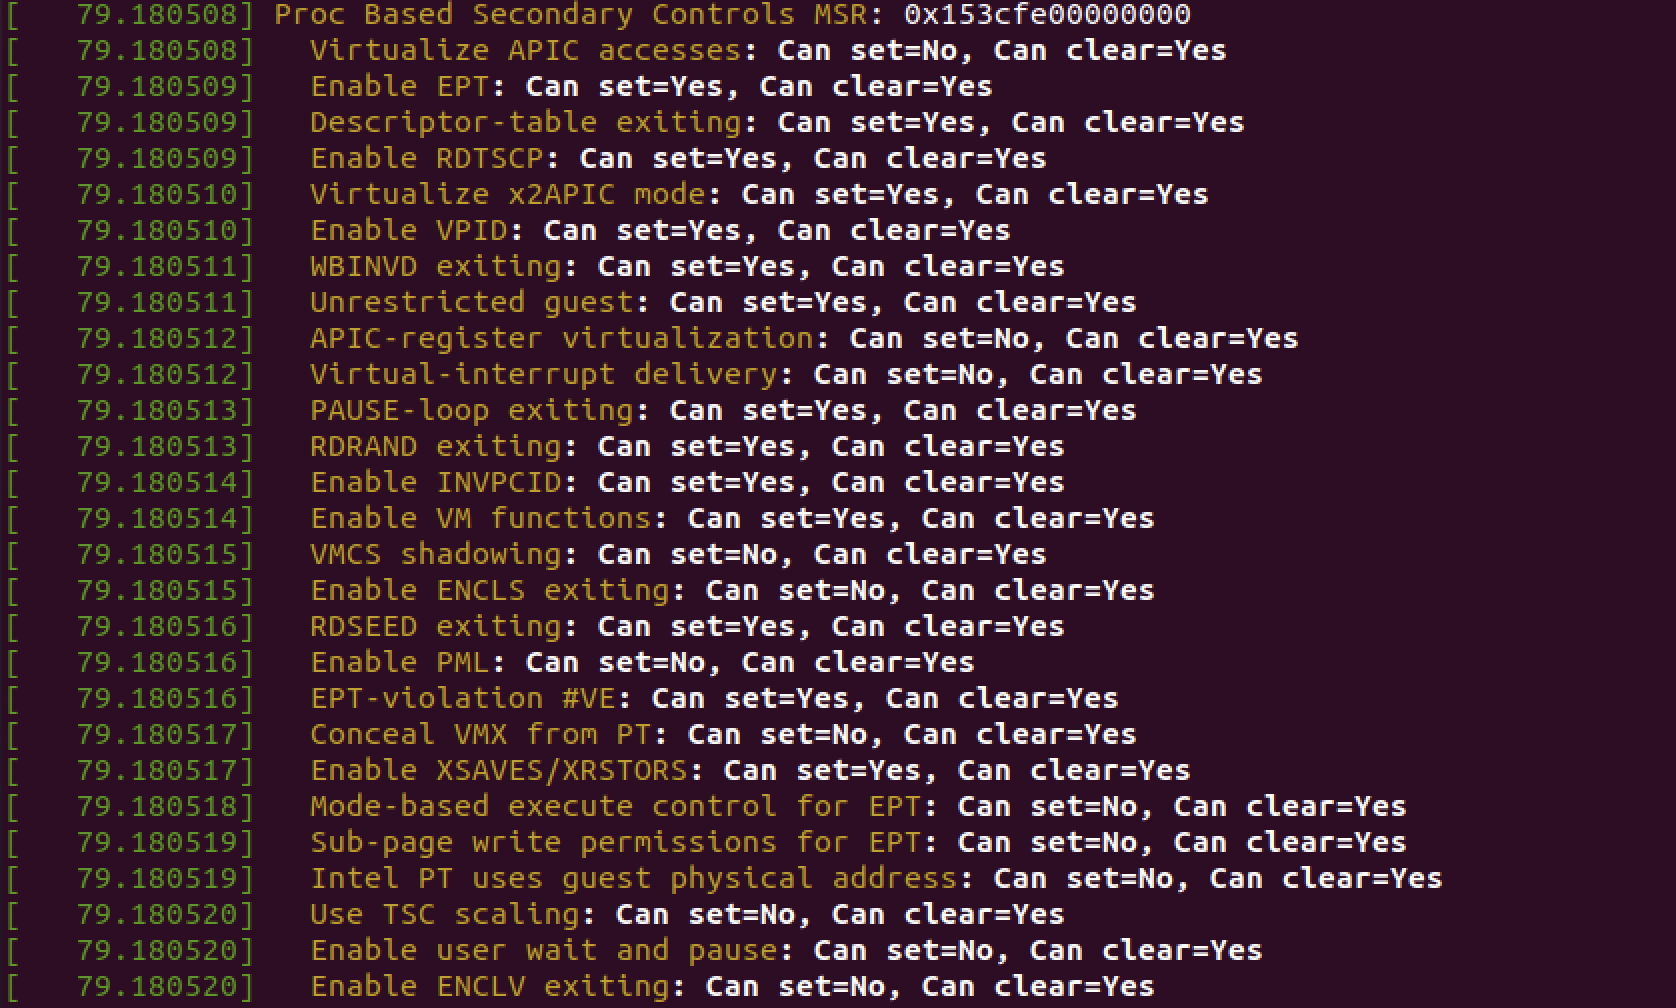 [   79.180508] Proc Based Secondary Controls MSR: 0x153cfe00000000
[   79.180508]   Virtualize APIC accesses: Can set=No, Can clear=Yes
[   79.180509]   Enable EPT: Can set=Yes, Can clear=Yes
[   79.180509]   Descriptor-table exiting: Can set=Yes, Can clear=Yes
[   79.180509]   Enable RDTSCP: Can set=Yes, Can clear=Yes
[   79.180510]   Virtualize x2APIC mode: Can set=Yes, Can clear=Yes
[   79.180510]   Enable VPID: Can set=Yes, Can clear=Yes
[   79.180511]   WBINVD exiting: Can set=Yes, Can clear=Yes
[   79.180511]   Unrestricted guest: Can set=Yes, Can clear=Yes
[   79.180512]   APIC-register virtualization: Can set=No, Can clear=Yes
[   79.180512]   Virtual-interrupt delivery: Can set=No, Can clear=Yes
[   79.180513]   PAUSE-loop exiting: Can set=Yes, Can clear=Yes
[   79.180513]   RDRAND exiting: Can set=Yes, Can clear=Yes
[   79.180514]   Enable INVPCID: Can set=Yes, Can clear=Yes
[   79.180514]   Enable VM functions: Can set=Yes, Can clear=Yes
[   79.180515]   VMCS shadowing: Can set=No, Can clear=Yes
[   79.180515]   Enable ENCLS exiting: Can set=No, Can clear=Yes
[   79.180516]   RDSEED exiting: Can set=Yes, Can clear=Yes
[   79.180516]   Enable PML: Can set=No, Can clear=Yes
[   79.180516]   EPT-violation #VE: Can set=Yes, Can clear=Yes
[   79.180517]   Conceal VMX from PT: Can set=No, Can clear=Yes
[   79.180517]   Enable XSAVES/XRSTORS: Can set=Yes, Can clear=Yes
[   79.180518]   Mode-based execute control for EPT: Can set=No, Can clear=Yes
[   79.180519]   Sub-page write permissions for EPT: Can set=No, Can clear=Yes
[   79.180519]   Intel PT uses guest physical address: Can set=No, Can clear=Yes
[   79.180520]   Use TSC scaling: Can set=No, Can clear=Yes
[   79.180520]   Enable user wait and pause: Can set=No, Can clear=Yes
[   79.180520]   Enable ENCLV exiting: Can set=No, Can clear=Yes